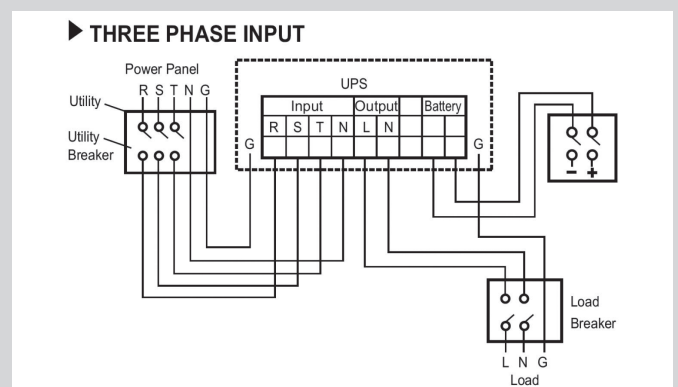 THREE PHASE INPUT
Power Panel
R S T N G
Utility
Utility
Breaker
UPS
Input Output Battery
R S T N L N
G
G
- +
Load
Breaker
L N G
Load